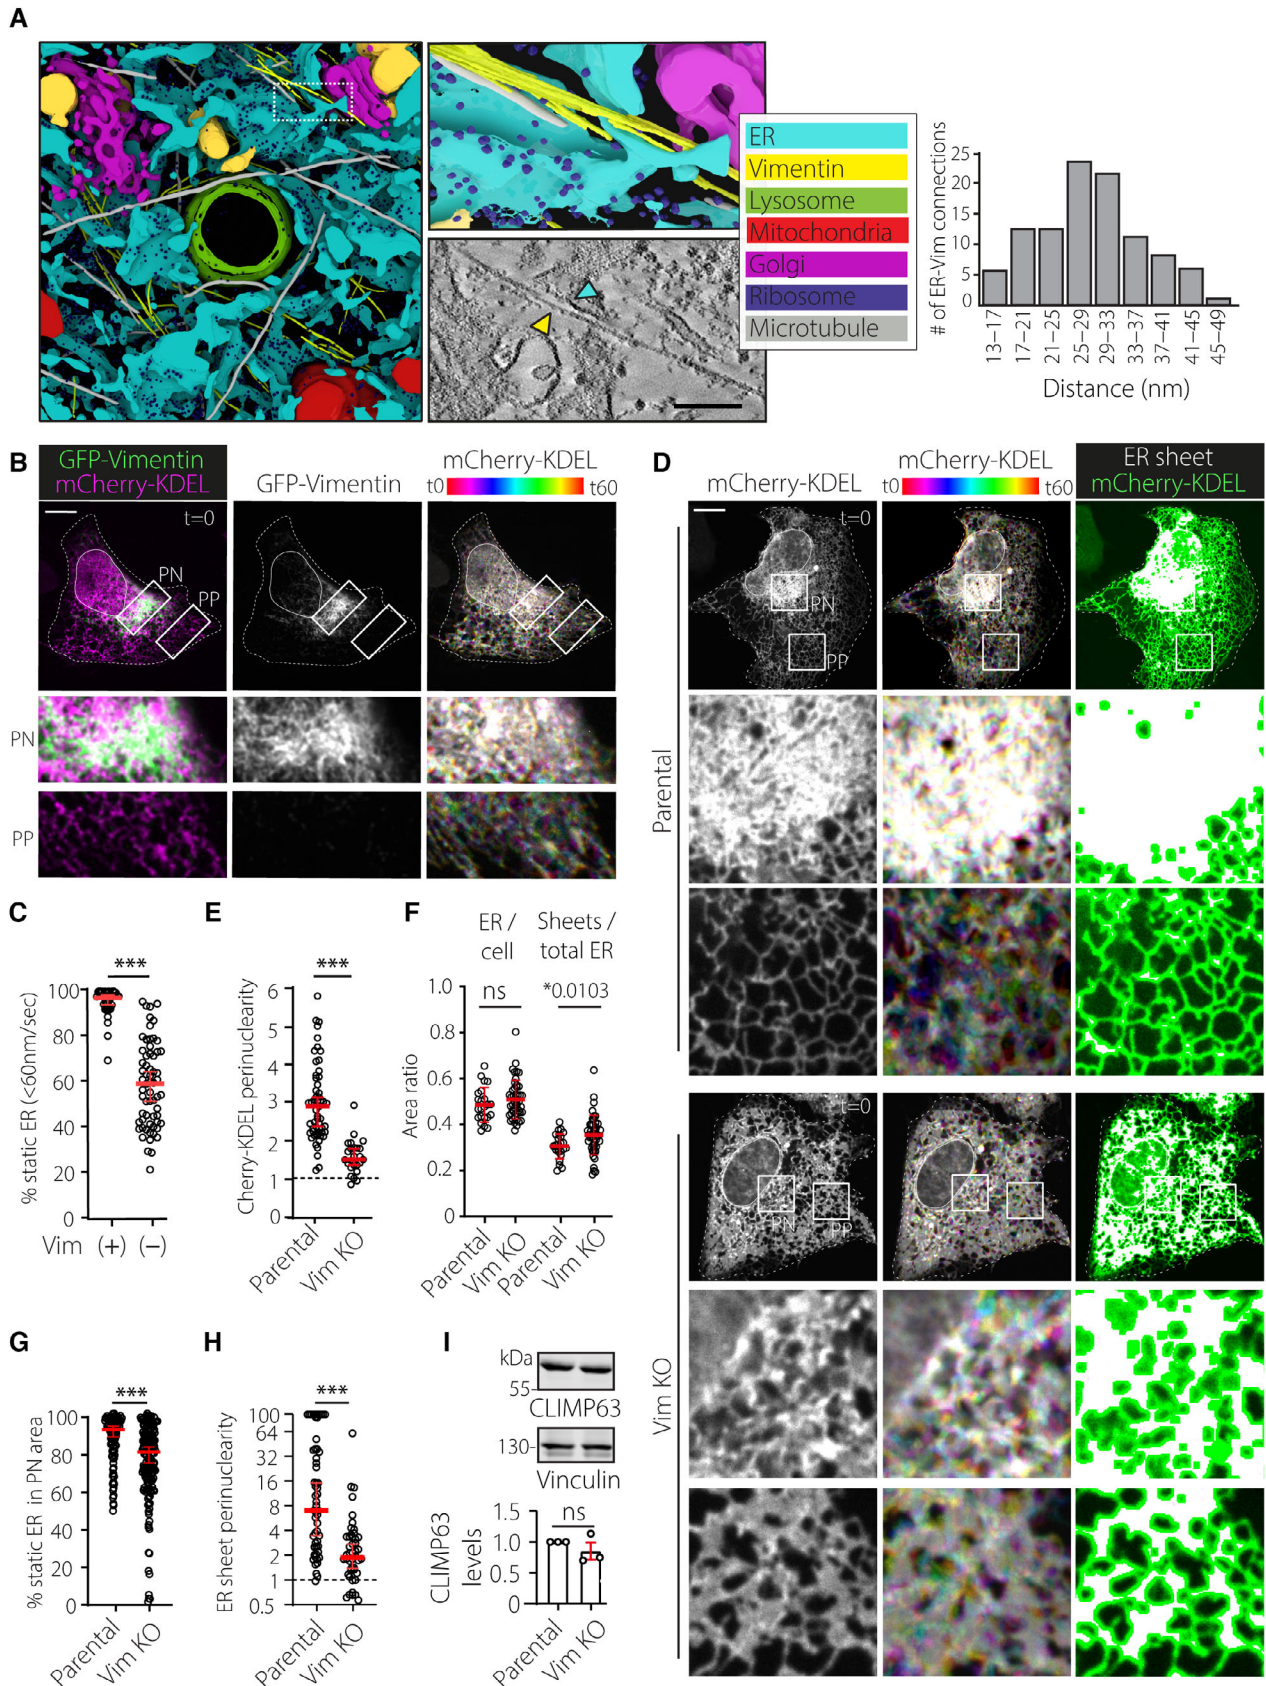 A
ER
Vimentin
Lysosome
Mitochondria
Golgi
Ribosome
Microtubule
# of ER-Vim connections
25
20
15
10
5
0
13–17
17–21
21–25
25–29
29–33
33–37
37–41
41–45
45–49
Distance (nm)
B
GFP-Vimentin
mCherry-KDEL
GFP-Vimentin
mCherry-KDEL
t0 t60
t=0
PN
PP
PN
PP
C
***
% static ER (<60nm/sec)
100
80
60
40
20
0
Vim (+) (−)
E
***
Cherry-KDEL perinuclearity
6
5
4
3
2
1
0
Parental
Vim KO
F
ER / cell
Sheets / total ER
ns
*0.0103
Area ratio
1.0
0.8
0.6
0.4
0.2
0
Parental
Vim KO
Parental
Vim KO
G
***
% static ER in PN area
100
80
60
40
20
0
Parental
Vim KO
H
***
ER sheet perinuclearity
100
64
32
16
8
4
2
1
0.5
Parental
Vim KO
I
kDa
55
CLIMP63
130-
Vinculin
ns
CLIMP63 levels
1.5
1.0
0.5
0
Parental
Vim KO
D
mCherry-KDEL
mCherry-KDEL
t0 t60
ER sheet
mCherry-KDEL
t=0
PN
PP
Parental
t=0
PN
PP
Vim KO